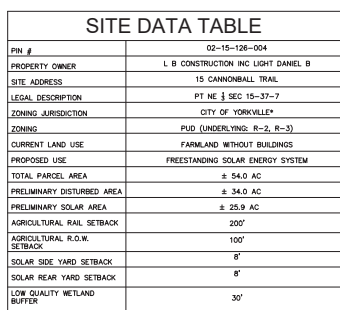 SITE DATA TABLE
PIN # 02-15-126-004
PROPERTY OWNER L B CONSTRUCTION INC LIGHT DANIEL B
SITE ADDRESS 15 CANNONBALL TRAIL
LEGAL DESCRIPTION PT NE ¼ SEC 15-37-7
ZONING JURISDICTION CITY OF YORKVILLE*
ZONING PUD (UNDERLYING: R-2, R-3)
CURRENT LAND USE FARMLAND WITHOUT BUILDINGS
PROPOSED USE FREESTANDING SOLAR ENERGY SYSTEM
TOTAL PARCEL AREA ± 54.0 AC
PRELIMINARY DISTURBED AREA ± 34.0 AC
PRELIMINARY SOLAR AREA ± 25.9 AC
AGRICULTURAL RAIL SETBACK 200'
AGRICULTURAL R.O.W.
SETBACK 100'
SOLAR SIDE YARD SETBACK 8'
SOLAR REAR YARD SETBACK 8'
LOW QUALITY WETLAND
BUFFER 30'